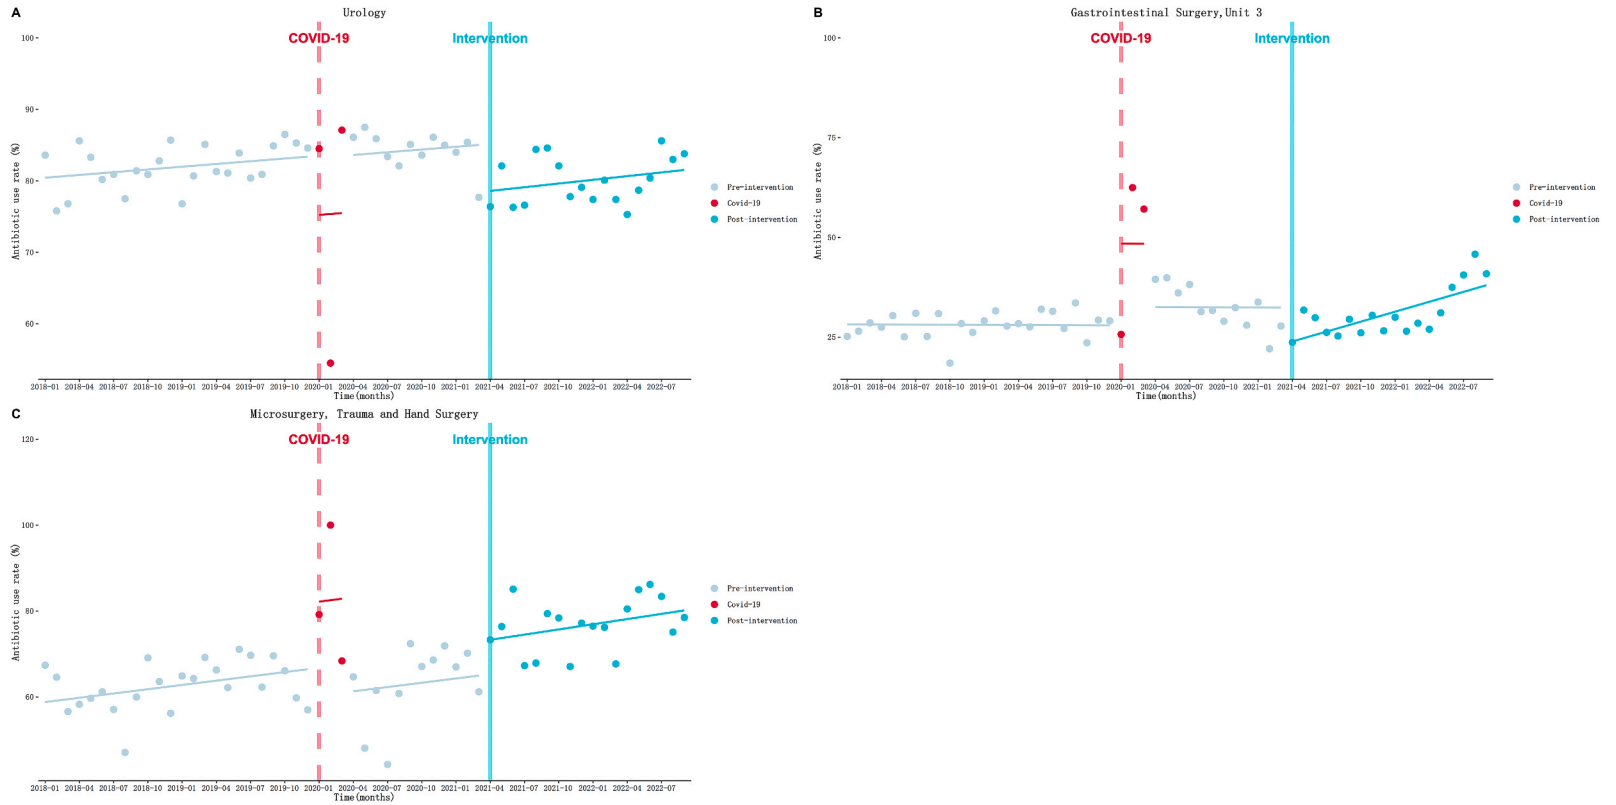 A
Urology
COVID-19
Intervention
100
90
80
70
60
Antibiotic use rate (%)
2018-01 2018-04 2018-07 2018-10 2019-01 2019-04 2019-07 2019-10 2020-01 2020-04 2020-07 2020-10 2021-01 2021-04 2021-07 2021-10 2022-01 2022-04 2022-07
Time(months)
Pre-intervention
Covid-19
Post-intervention
B
Gastrointestinal Surgery,Unit 3
COVID-19
Intervention
100
75
50
25
Antibiotic use rate (%)
2018-01 2018-04 2018-07 2018-10 2019-01 2019-04 2019-07 2019-10 2020-01 2020-04 2020-07 2020-10 2021-01 2021-04 2021-07 2021-10 2022-01 2022-04 2022-07
Time(months)
Pre-intervention
Covid-19
Post-intervention
C
Microsurgery, Trauma and Hand Surgery
COVID-19
Intervention
120
100
80
60
Antibiotic use rate (%)
2018-01 2018-04 2018-07 2018-10 2019-01 2019-04 2019-07 2019-10 2020-01 2020-04 2020-07 2020-10 2021-01 2021-04 2021-07 2021-10 2022-01 2022-04 2022-07
Time(months)
Pre-intervention
Covid-19
Post-intervention